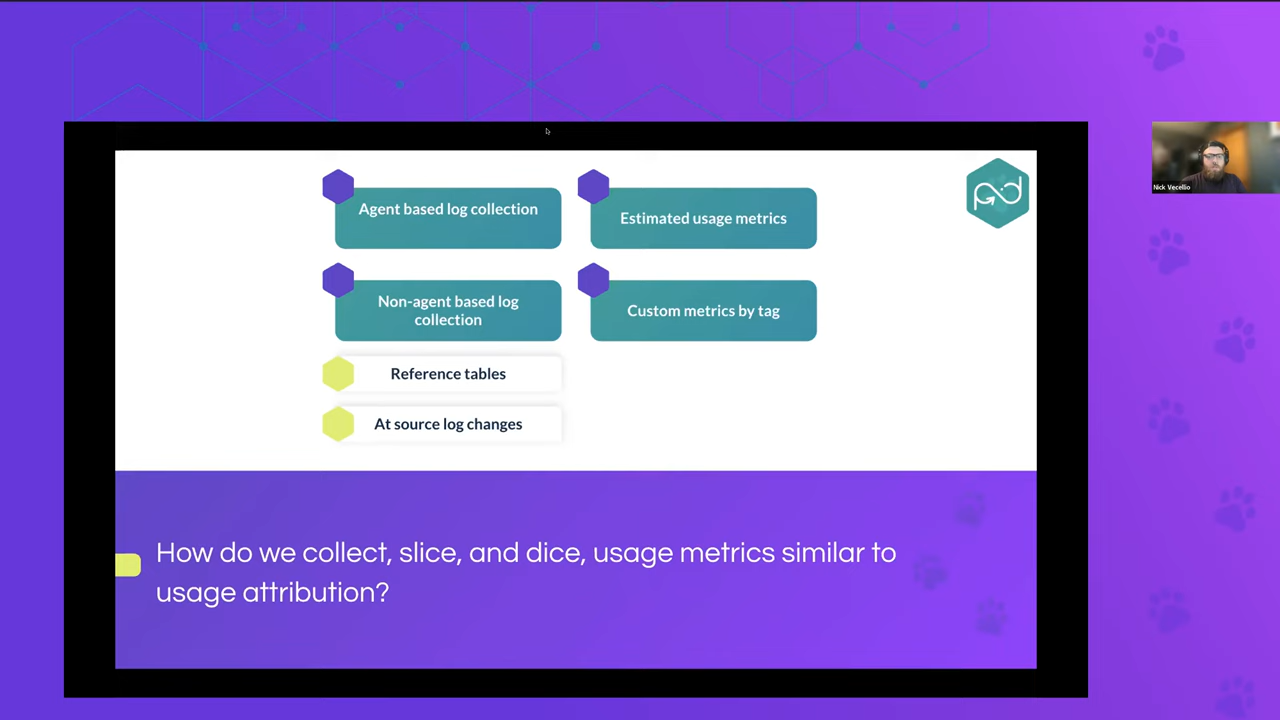 Agent based log collection
Estimated usage metrics
Non-agent based log
collection
Custom metrics by tag
Reference tables
At source log changes
How do we collect, slice, and dice, usage metrics similar to
usage attribution?
Nick Vecellio